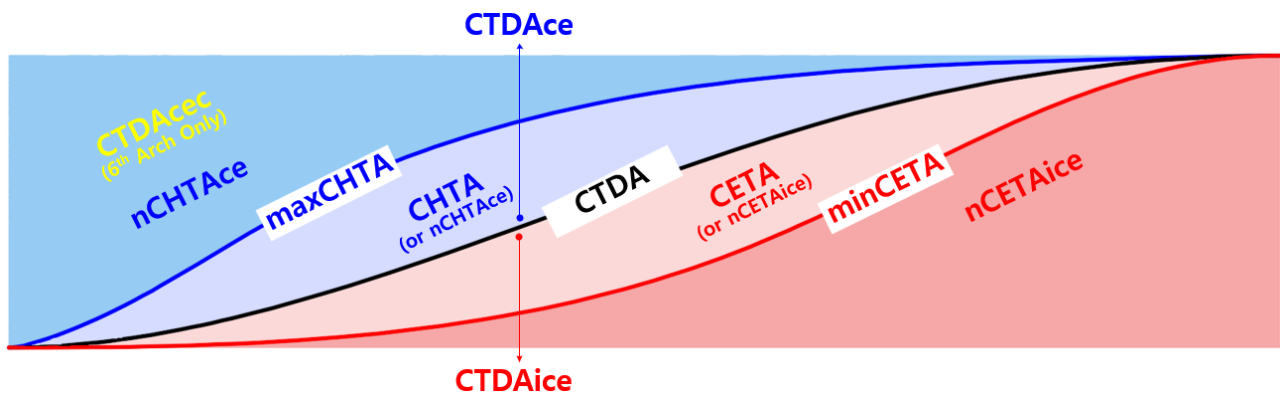 CTDAce
CTDAcec
(6th Arch Only)
nCHTAce
maxCHTA
CHTA
(or nCHTAce)
CTDA
CETA
(or nCETAice)
minCETA
nCETAice
CTDAice